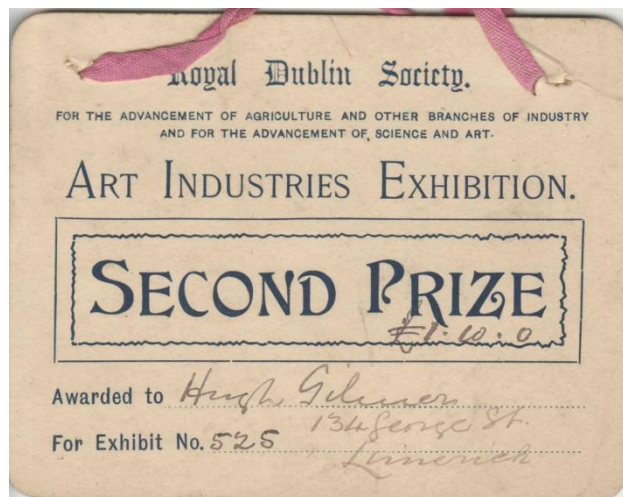 Royal Dublin Society.
FOR THE ADVANCEMENT OF AGRICULTURE AND OTHER BRANCHES OF INDUSTRY
AND FOR THE ADVANCEMENT OF SCIENCE AND ART.
ART INDUSTRIES EXHIBITION.
SECOND PRIZE
£1.10.0
Awarded to Hugh
134 George St.
For Exhibit No. 525
Limerick